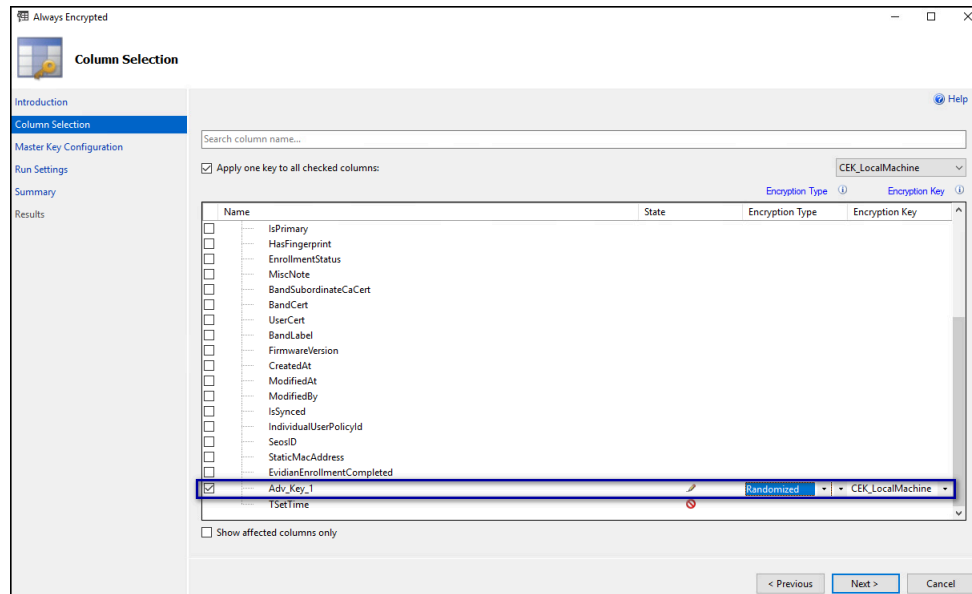 Always Encrypted
Column Selection
Introduction
Column Selection
Master Key Configuration
Run Settings
Summary
Results
Help
Search column name...
Apply one key to all checked columns:
CEK_LocalMachine
Encryption Type
Encryption Key
Name State Encryption Type Encryption Key
IsPrimary
HasFingerprint
EnrollmentStatus
MiscNote
BandSubordinateCaCert
BandCert
UserCert
BandLabel
FirmwareVersion
CreatedAt
ModifiedAt
ModifiedBy
IsSynced
IndividualUserPolicyId
SeosID
StaticMacAddress
EvidianEnrollmentCompleted
Adv_Key_1 Randomized CEK_LocalMachine
TSetTime
Show affected columns only
< Previous Next > Cancel